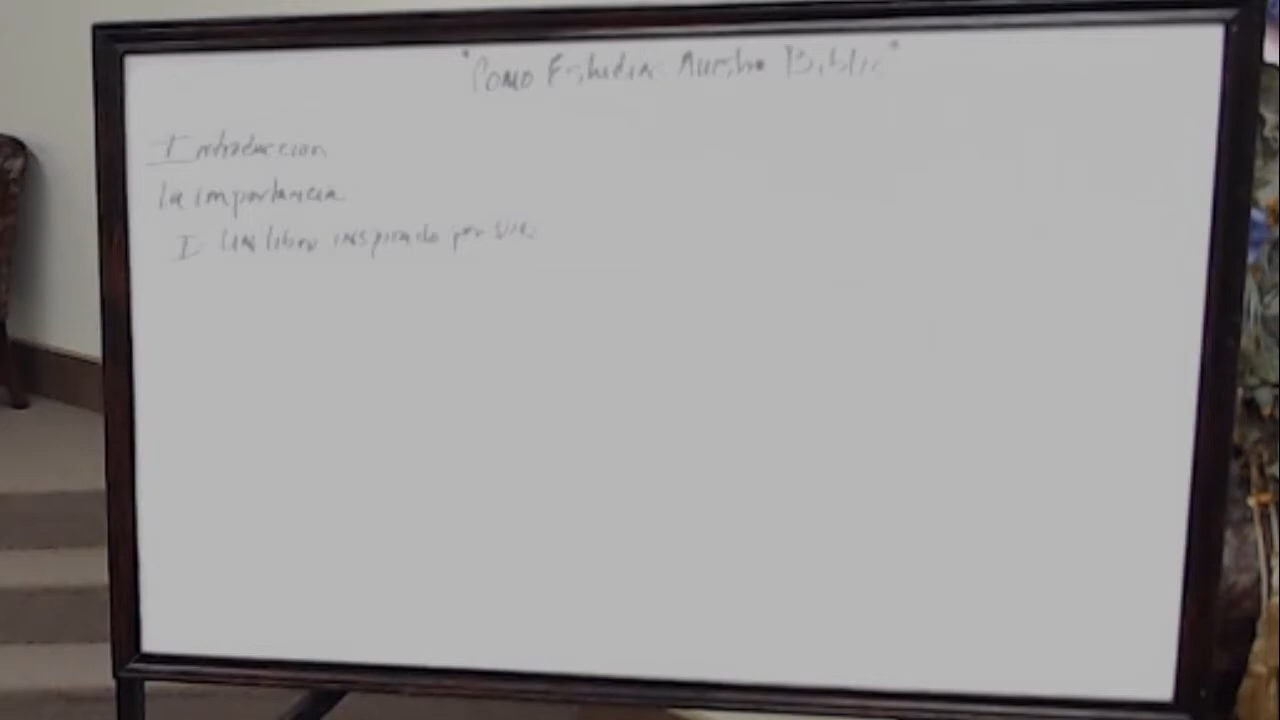 "Como Estudiar Nuestra Biblia"
Introduccion
la importancia
I- Un libro inspirado por Dios